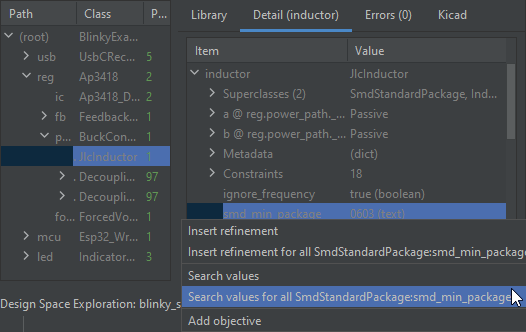 Path Class P...
(root) BlinkyExa...
usb UsbCRec... 5
reg Ap3418 2
ic Ap3418_D... 2
fb Feedback... 1
p... BuckCon... 1
JlcInductor 1
. Decoupli... 97
. Decoupli... 97
fo... ForcedVo...
mcu Esp32_Wr... 1
led Indicator... 3
Library Detail (inductor) Errors (0) Kicad
Item Value
inductor JlcInductor
Superclasses (2) SmdStandardPackage, Ind
a @ reg.power_path._... Passive
b @ reg.power_path._... Passive
Metadata (dict)
Constraints 18
ignore_frequency true (boolean)
smd_min_package 0603 (text)
Insert refinement
Insert refinement for all SmdStandardPackage:smd_min_package
Search values
Search values for all SmdStandardPackage:smd_min_package
Add objective
Design Space Exploration: blinky_s